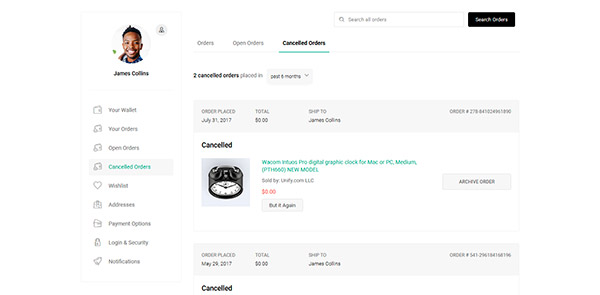 Search all orders
Search Orders
James Collins
Your Wallet
Your Orders
Open Orders
Cancelled Orders
Wishlist
Addresses
Payment Options
Login & Security
Notifications
Orders
Open Orders
Cancelled Orders
2 cancelled orders placed in
past 6 months
ORDER PLACED TOTAL SHIP TO ORDER # 278-841024961890
July 31, 2017 $0.00 James Collins
Cancelled
Wacom Intuos Pro digital graphic clock for Mac or PC, Medium,
(PTH660) NEW MODEL
Sold by: Unify.com LLC
$0.00
But It Again
ARCHIVE ORDER
ORDER PLACED TOTAL SHIP TO ORDER # 541-296184168196
May 29, 2017 $0.00 James Collins
Cancelled